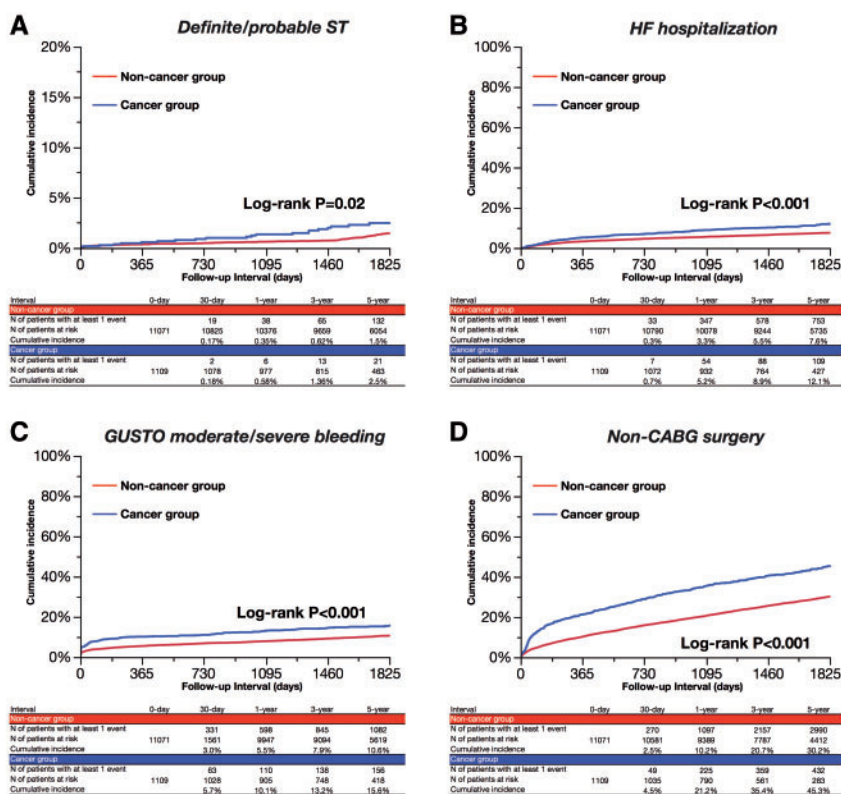 A
Definite/probable ST
20%
15%
10%
5%
0%
Cumulative incidence
Non-cancer group
Cancer group
Log-rank P=0.02
0 365 730 1095 1460 1825
Follow-up Interval (days)
Interval 0-day 30-day 1-year 3-year 5-year
Non-cancer group
N of patients with at least 1 event 19 38 65 132
N of patients at risk 11071 10825 10376 9659 6054
Cumulative incidence 0.17% 0.35% 0.62% 1.5%
Cancer group
N of patients with at least 1 event 2 6 13 21
N of patients at risk 1109 1078 977 815 463
Cumulative incidence 0.18% 0.58% 1.36% 2.5%
B
HF hospitalization
100%
80%
60%
40%
20%
0%
Cumulative incidence
Non-cancer group
Cancer group
Log-rank P<0.001
0 365 730 1095 1460 1825
Follow-up Interval (days)
Interval 0-day 30-day 1-year 3-year 5-year
Non-cancer group
N of patients with at least 1 event 33 347 578 753
N of patients at risk 11071 10790 10078 9244 5735
Cumulative incidence 0.3% 3.3% 5.5% 7.6%
Cancer group
N of patients with at least 1 event 7 54 88 109
N of patients at risk 1109 1072 932 764 427
Cumulative incidence 0.7% 5.2% 8.9% 12.1%
C
GUSTO moderate/severe bleeding
100%
80%
60%
40%
20%
0%
Cumulative incidence
Non-cancer group
Cancer group
Log-rank P<0.001
0 365 730 1095 1460 1825
Follow-up Interval (days)
Interval 0-day 30-day 1-year 3-year 5-year
Non-cancer group
N of patients with at least 1 event 331 598 845 1082
N of patients at risk 11071 1561 9947 9094 5619
Cumulative incidence 3.0% 5.5% 7.9% 10.6%
Cancer group
N of patients with at least 1 event 63 110 138 156
N of patients at risk 1109 1028 905 748 418
Cumulative incidence 5.7% 10.1% 13.2% 15.6%
D
Non-CABG surgery
100%
80%
60%
40%
20%
0%
Cumulative incidence
Non-cancer group
Cancer group
Log-rank P<0.001
0 365 730 1095 1460 1825
Follow-up Interval (days)
Interval 0-day 30-day 1-year 3-year 5-year
Non-cancer group
N of patients with at least 1 event 270 1097 2157 2990
N of patients at risk 11071 10581 9389 7787 4412
Cumulative incidence 2.5% 10.2% 20.7% 30.2%
Cancer group
N of patients with at least 1 event 49 225 359 432
N of patients at risk 1109 1035 790 561 283
Cumulative incidence 4.5% 21.2% 35.4% 45.3%